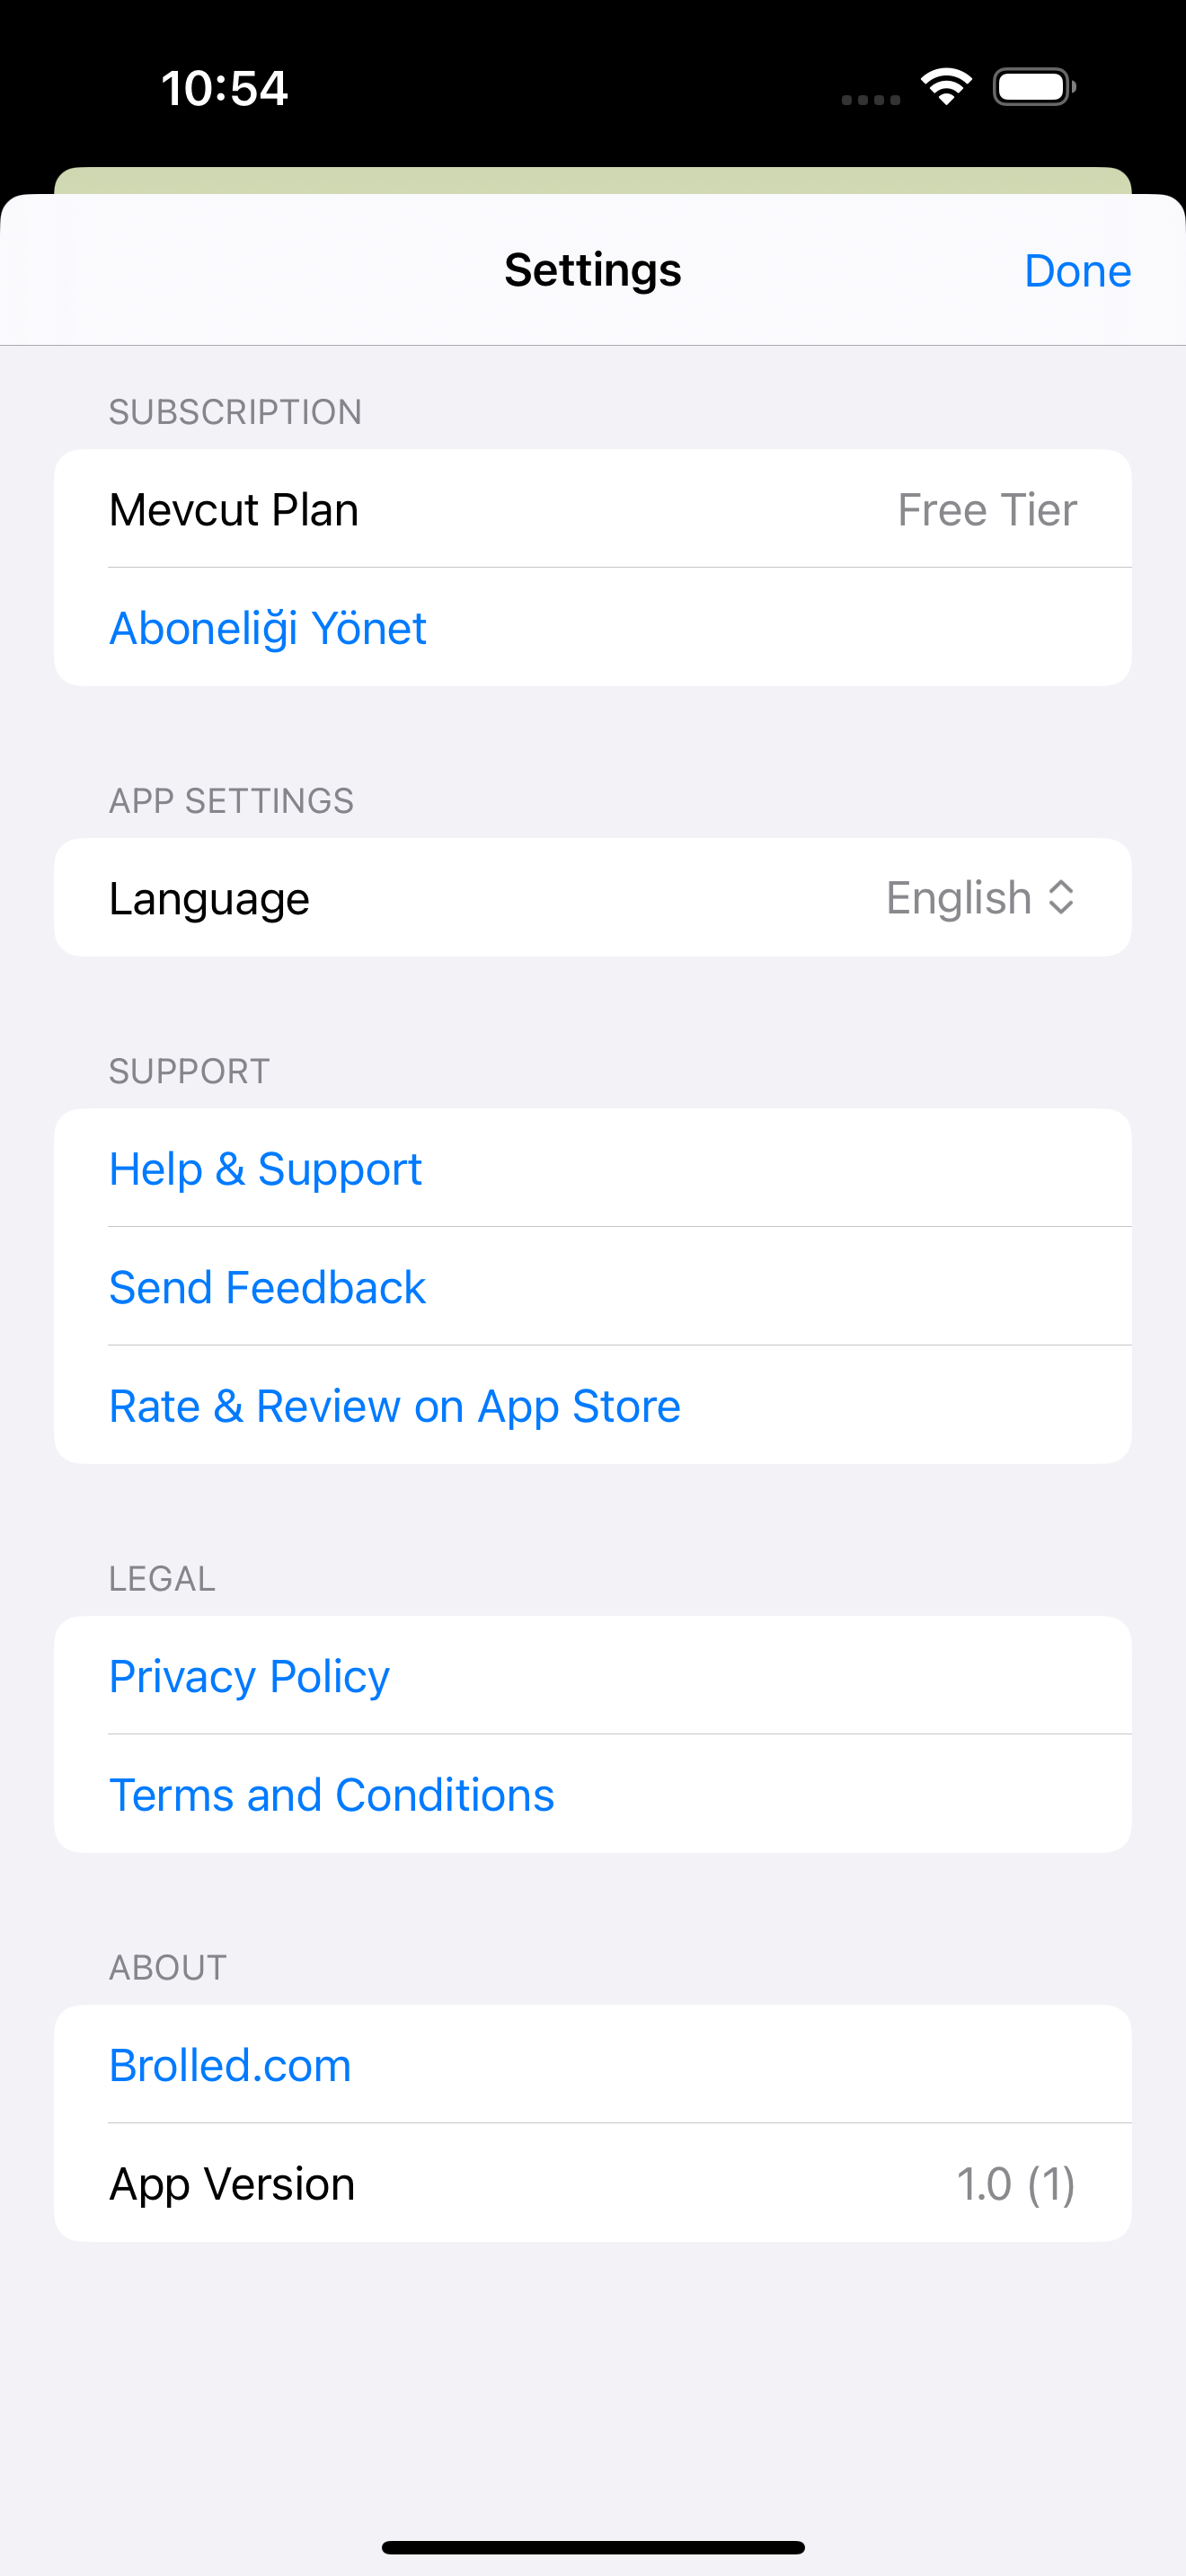 10:54
Settings
Done
SUBSCRIPTION
Mevcut Plan
Free Tier
Aboneliği Yönet
APP SETTINGS
Language
English
SUPPORT
Help & Support
Send Feedback
Rate & Review on App Store
LEGAL
Privacy Policy
Terms and Conditions
ABOUT
Brolled.com
App Version
1.0 (1)